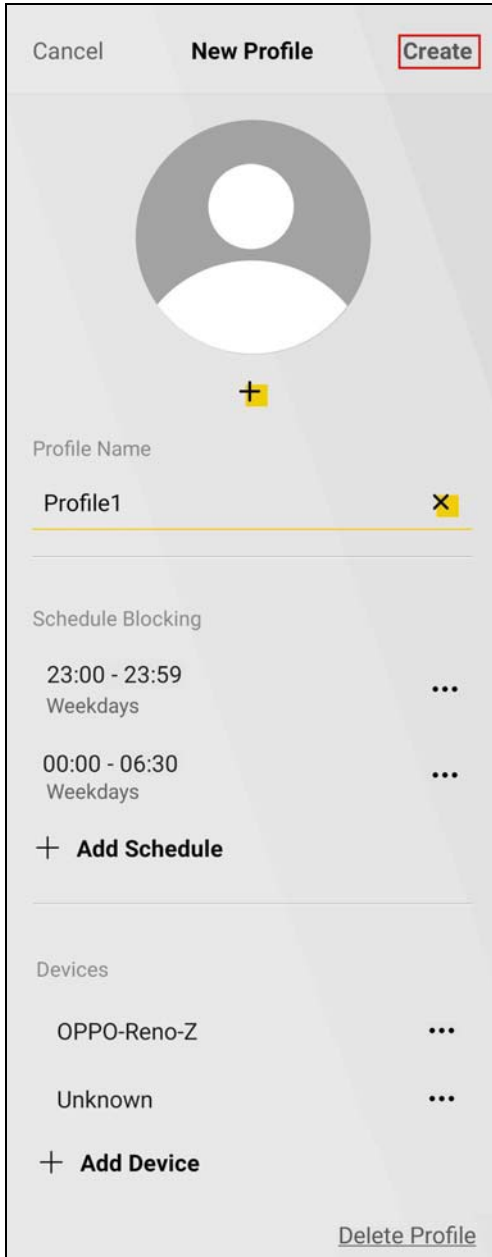 Cancel New Profile Create
Profile Name
Profile1
Schedule Blocking
23:00 - 23:59
Weekdays
00:00 - 06:30
Weekdays
+ Add Schedule
Devices
OPPO-Reno-Z
Unknown
+ Add Device
Delete Profile